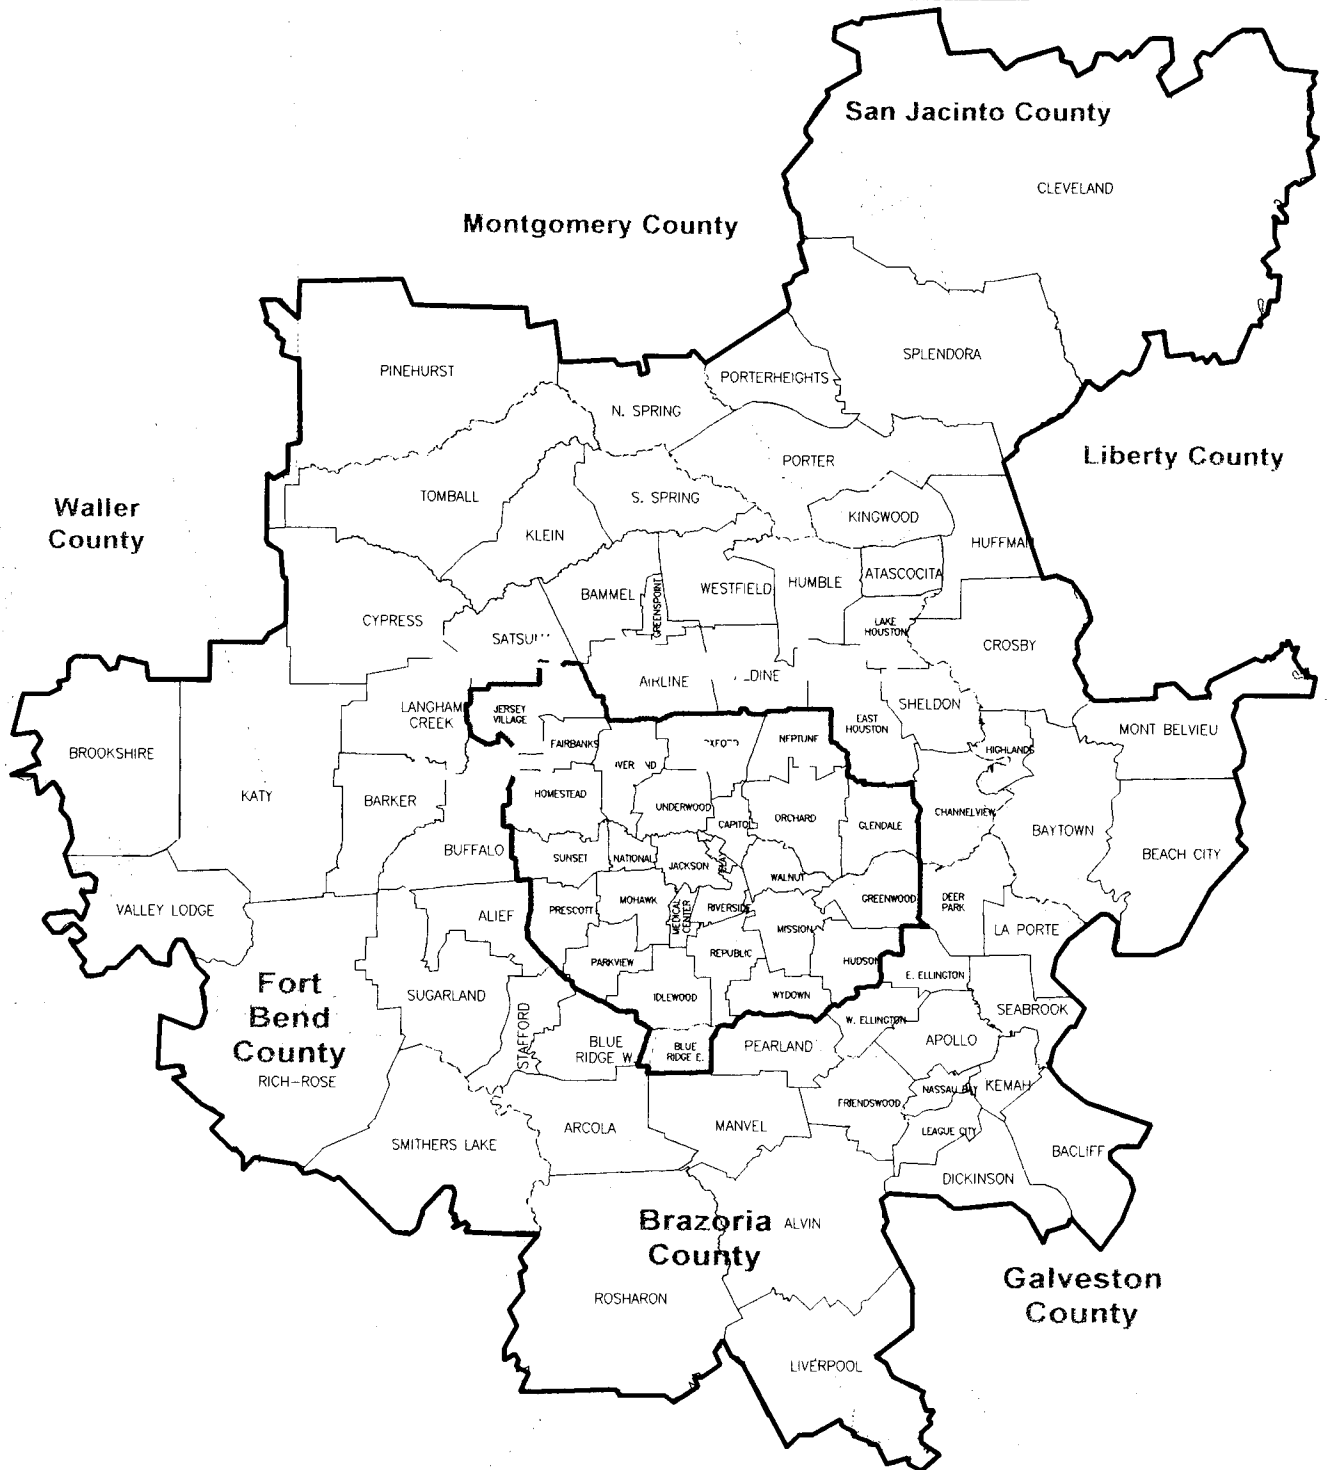 San Jacinto County
CLEVELAND
Montgomery County
SPLENDORA
PINEHURST
PORTERHEIGHTS
N. SPRING
Liberty County
PORTER
TOMBALL
S. SPRING
Waller
County
KINGWOOD
KLEIN
HUFFMAN
ATASCOCITA
HUMBLE
WESTFIELD
BAMMEL
GREENSPOINT
CYPRESS
LAKE
HOUSTON
SATSU
CROSBY
AIRLINE
DINE
SHELDON
LANGHAM
CREEK
JERSEY
VILLAGE
EAST
HOUSTON
MONT BELVIEU
BROOKSHIRE
FAIRBANKS
NEPTUNE
HIGHLANDS
KATY
BARKER
HOMESTEAD
UNDERWOOD
CAPITOL
ORCHARD
GLENDALE
CHANNELVIEW
BAYTOWN
BEACH CITY
BUFFALO
SUNSET
NATIONAL
JACKSON
WALNUT
VALLEY LODGE
ALIEF
PRESCOTT
MOHAWK
MEDICAL
CENTER
RIVERSIDE
GREENWOOD
DEER
PARK
LA PORTE
MISSION
PARKVIEW
REPUBLIC
HUDSON
E. ELLINGTON
Fort
Bend
County
SUGARLAND
STAFFORD
IDLEWOOD
WYDOWN
SEABROOK
W. ELLINGTON
BLUE
RIDGE W.
BLUE
RIDGE E.
PEARLAND
APOLLO
RICH-ROSE
NASSAU BAY
KEMAH
FRIENDSWOOD
SMITHERS LAKE
ARCOLA
MANVEL
LEAGUE CITY
BACLIFF
DICKINSON
Brazoria
County
ALVIN
Galveston
County
ROSHARON
LIVERPOOL